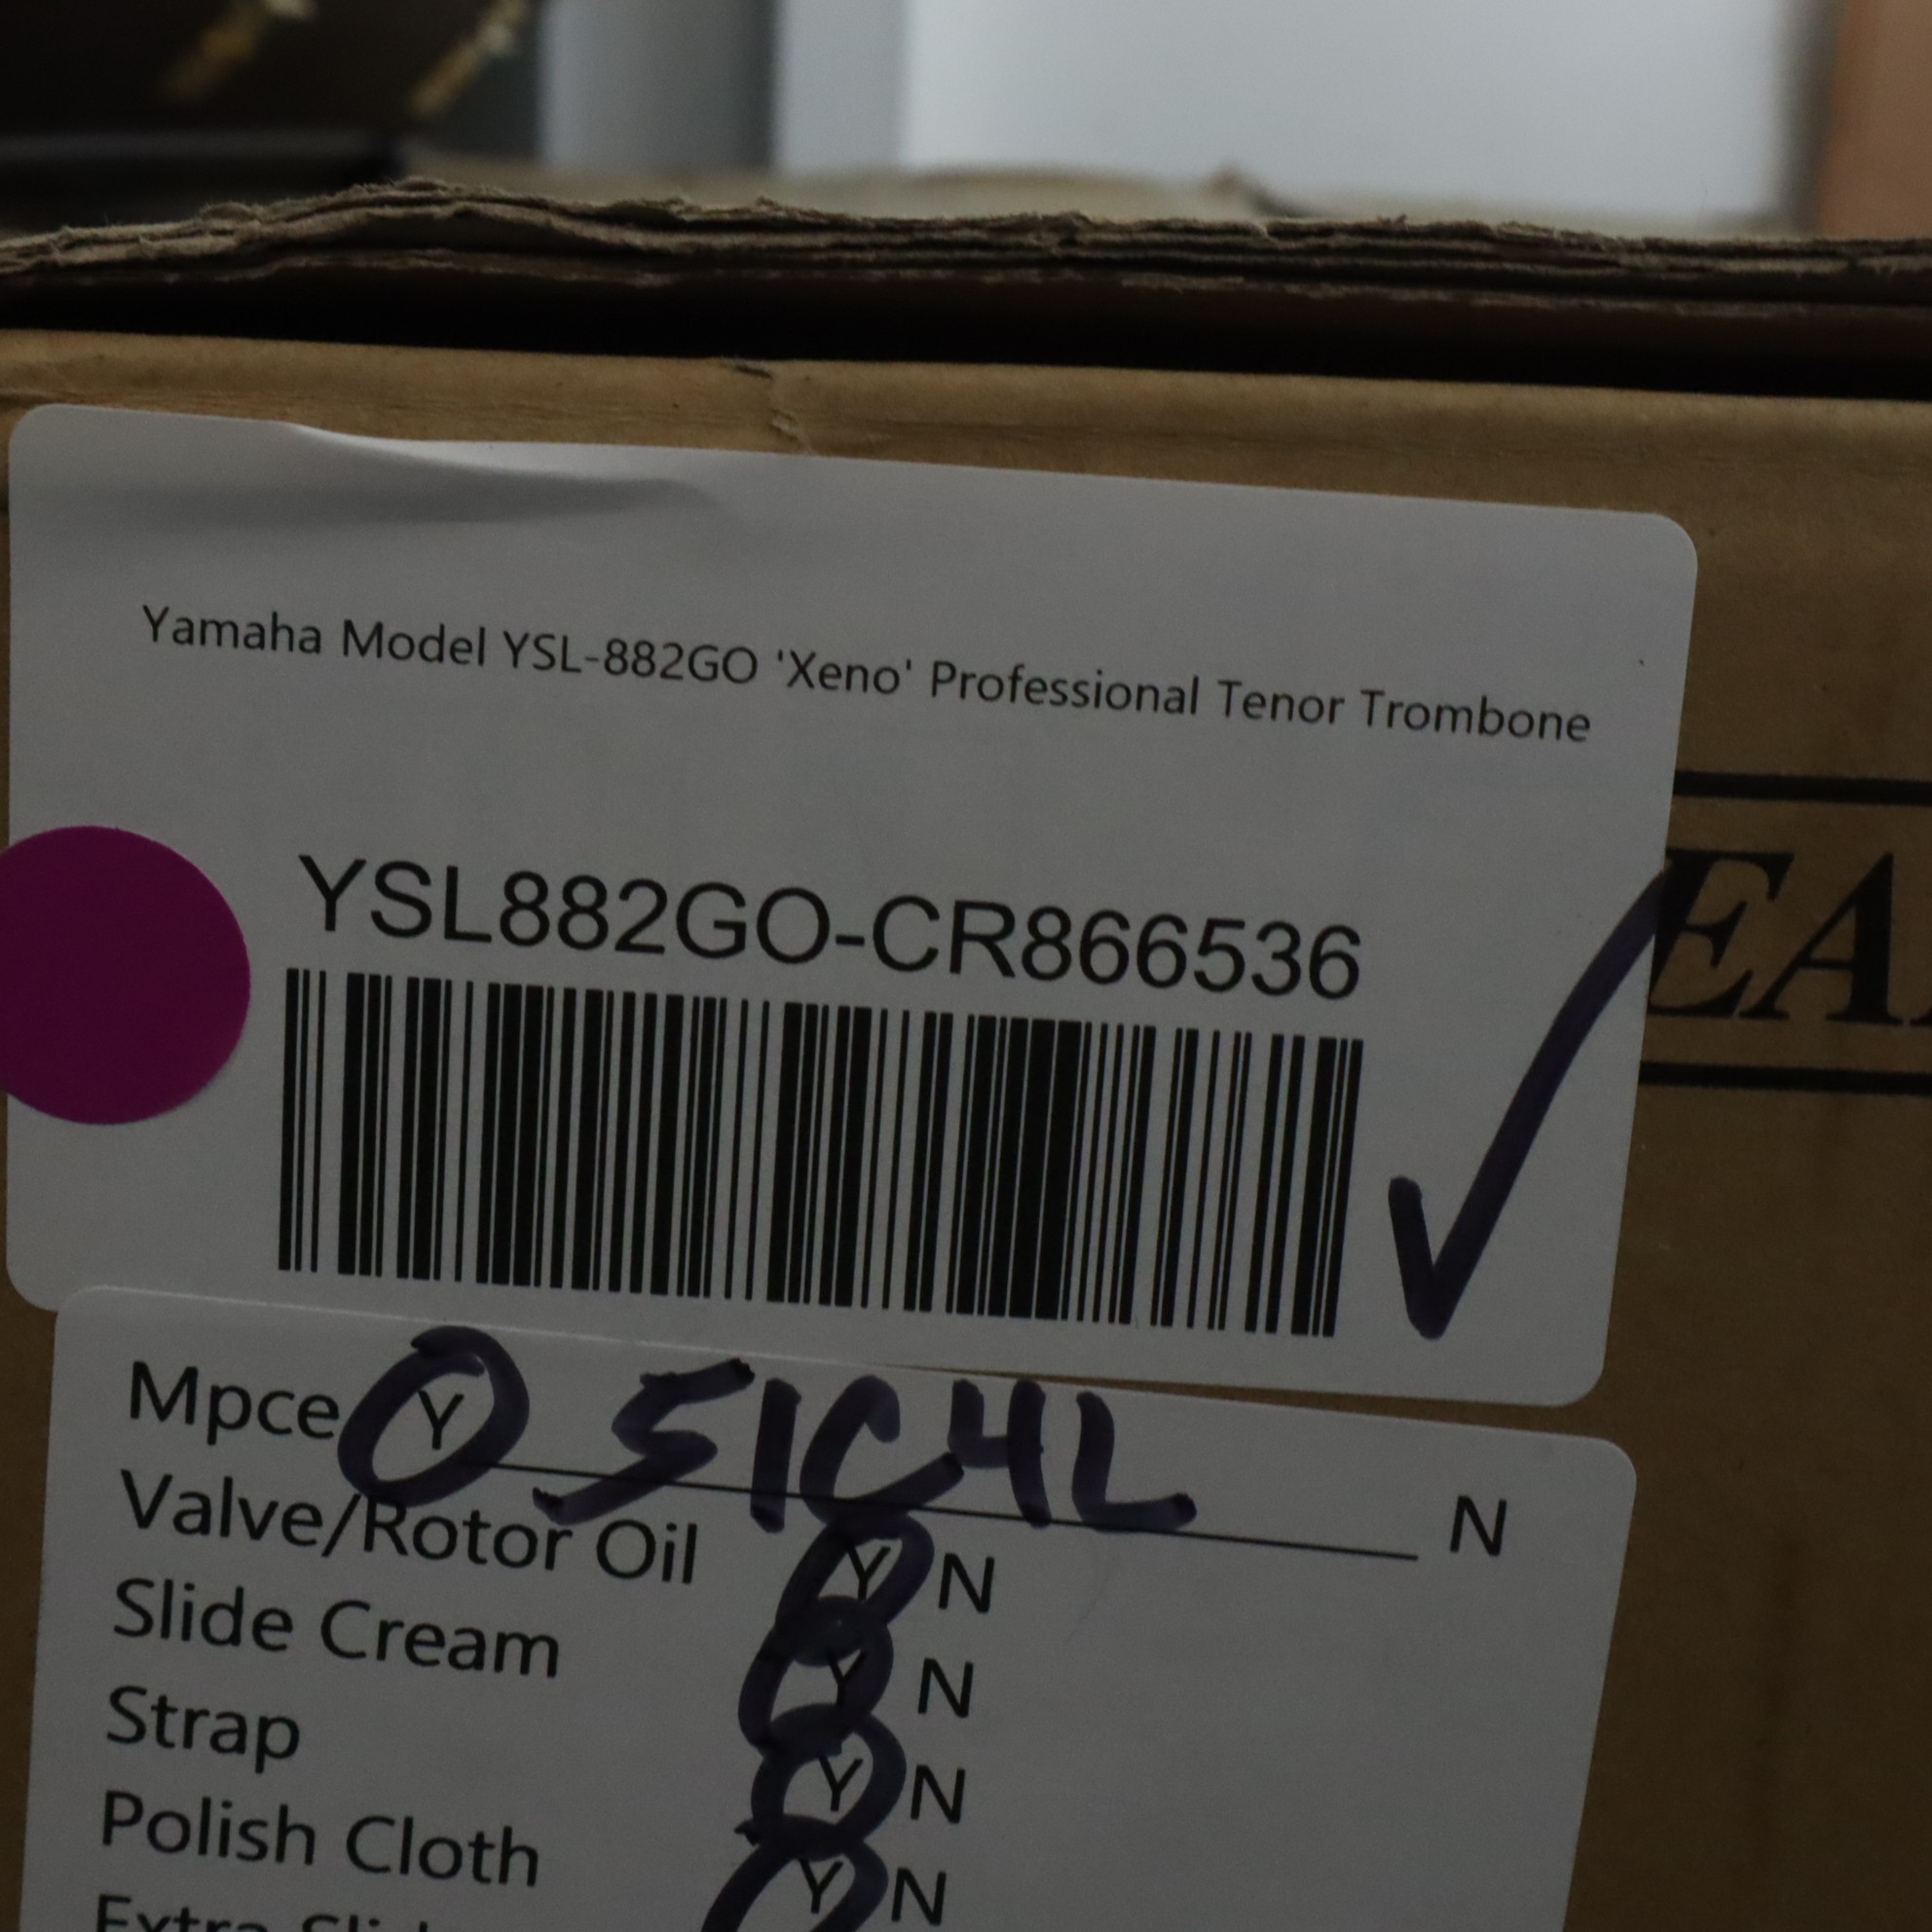 Yamaha Model YSL-882GO 'Xeno' Professional Tenor Trombone
YSL882GO-CR866536
Mpce Y 51C4L N
Valve/Rotor Oil Y N
Slide Cream Y N
Strap Y N
Polish Cloth Y N
Extra